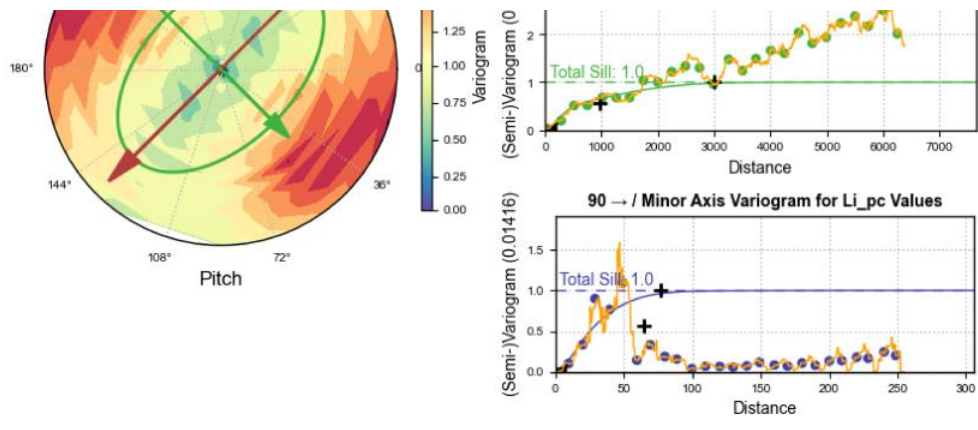 180°
144°
108°
72°
36°
0
Pitch
1.25
1.00
0.75
0.50
0.25
0.00
Variogram
(Semi-)Variogram (0
2
1
0
Total Sill: 1.0
0 1000 2000 3000 4000 5000 6000 7000
Distance
90 → / Minor Axis Variogram for Li_pc Values
(Semi-)Variogram (0.01416)
1.5
1.0
0.5
0.0
Total Sill: 1.0
0 50 100 150 200 250 300
Distance